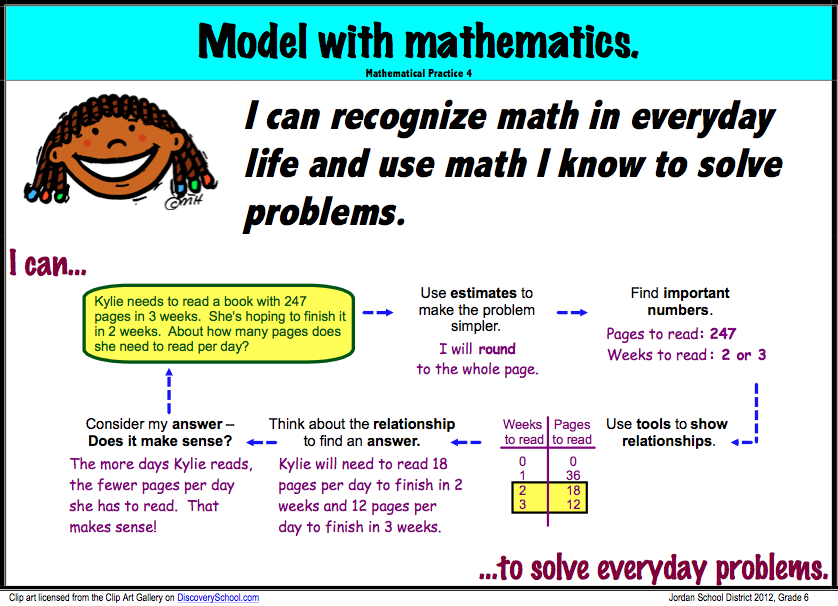 Model with mathematics.
Mathematical Practice 4
I can recognize math in everyday
life and use math I know to solve
problems.
©MH
I can...
Kylie needs to read a book with 247
pages in 3 weeks.  She's hoping to finish it
in 2 weeks.  About how many pages does
she need to read per day?
Use estimates to
make the problem
simpler.
I will round
to the whole page.
Find important
numbers.
Pages to read: 247
Weeks to read: 2 or 3
Use tools to show
relationships.
Weeks to read Pages to read
0 0
1 36
2 18
3 12
Think about the relationship
to find an answer.
Kylie will need to read 18
pages per day to finish in 2
weeks and 12 pages per
day to finish in 3 weeks.
Consider my answer –
Does it make sense?
The more days Kylie reads,
the fewer pages per day
she has to read.  That
makes sense!
...to solve everyday problems.
Clip art licensed from the Clip Art Gallery on DiscoverySchool.com
Jordan School District 2012, Grade 6